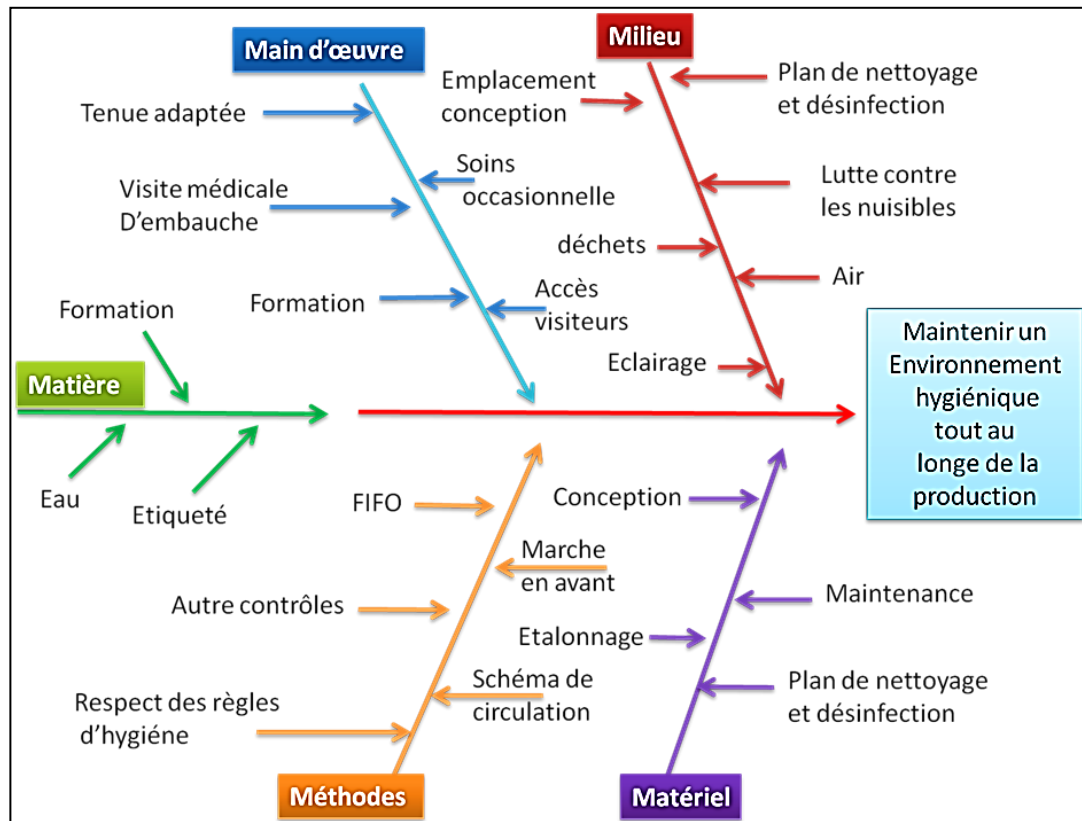 Main d'œuvre
Milieu
Tenue adaptée
Emplacement
conception
Plan de nettoyage
et désinfection
Soins
occasionnelle
Visite médicale
D'embauche
Lutte contre
les nuisibles
déchets
Air
Formation
Accès
visiteurs
Eclairage
Formation
Matière
Eau
Etiqueté
Maintenir un
Environnement
hygiénique
tout au
longe de la
production
FIFO
Marche
en avant
Autre contrôles
Schéma de
circulation
Respect des règles
d'hygiéne
Méthodes
Conception
Maintenance
Etalonnage
Plan de nettoyage
et désinfection
Matériel